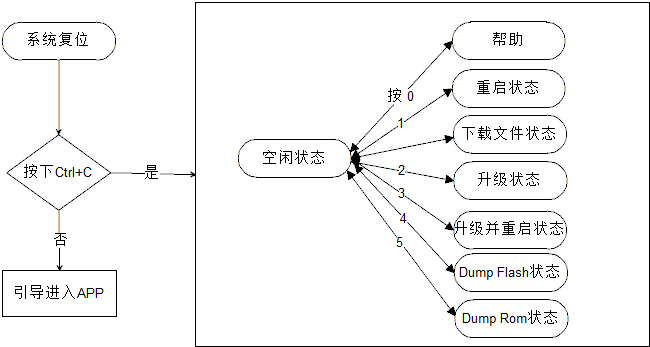 系统复位
按下Ctrl+C
是
否
引导进入APP
空闲状态
按 0
1
2
3
4
5
帮助
重启状态
下载文件状态
升级状态
升级并重启状态
Dump Flash状态
Dump Rom状态